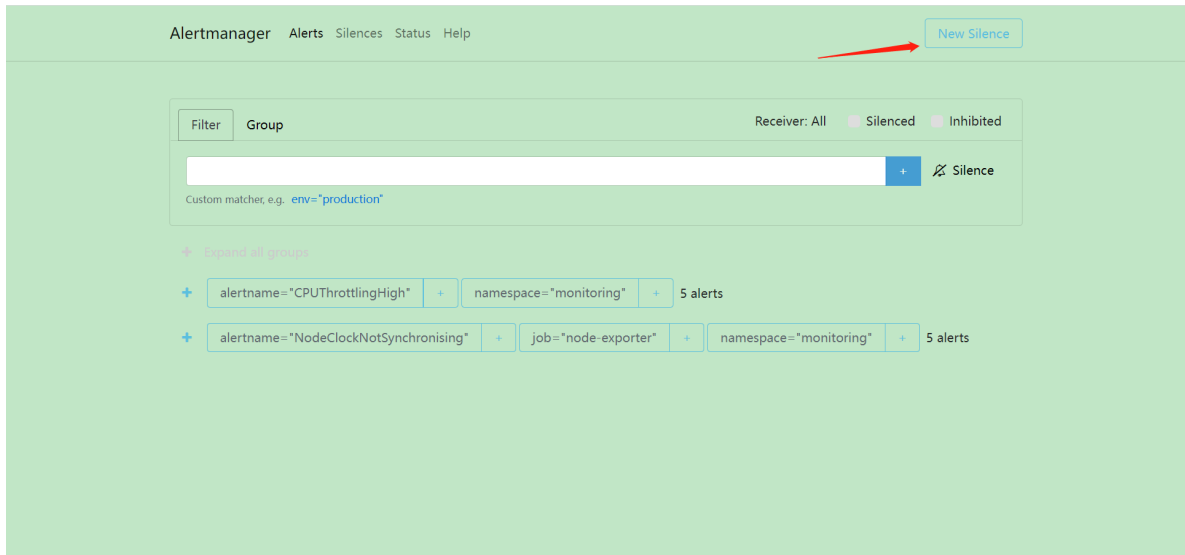 Alertmanager Alerts Silences Status Help New Silence
Filter Group Receiver: All Silenced Inhibited
+ Silence
Custom matcher, e.g. env="production"
+ Expand all groups
+ alertname="CPUThrottlingHigh" + namespace="monitoring" + 5 alerts
+ alertname="NodeClockNotSynchronising" + job="node-exporter" + namespace="monitoring" + 5 alerts